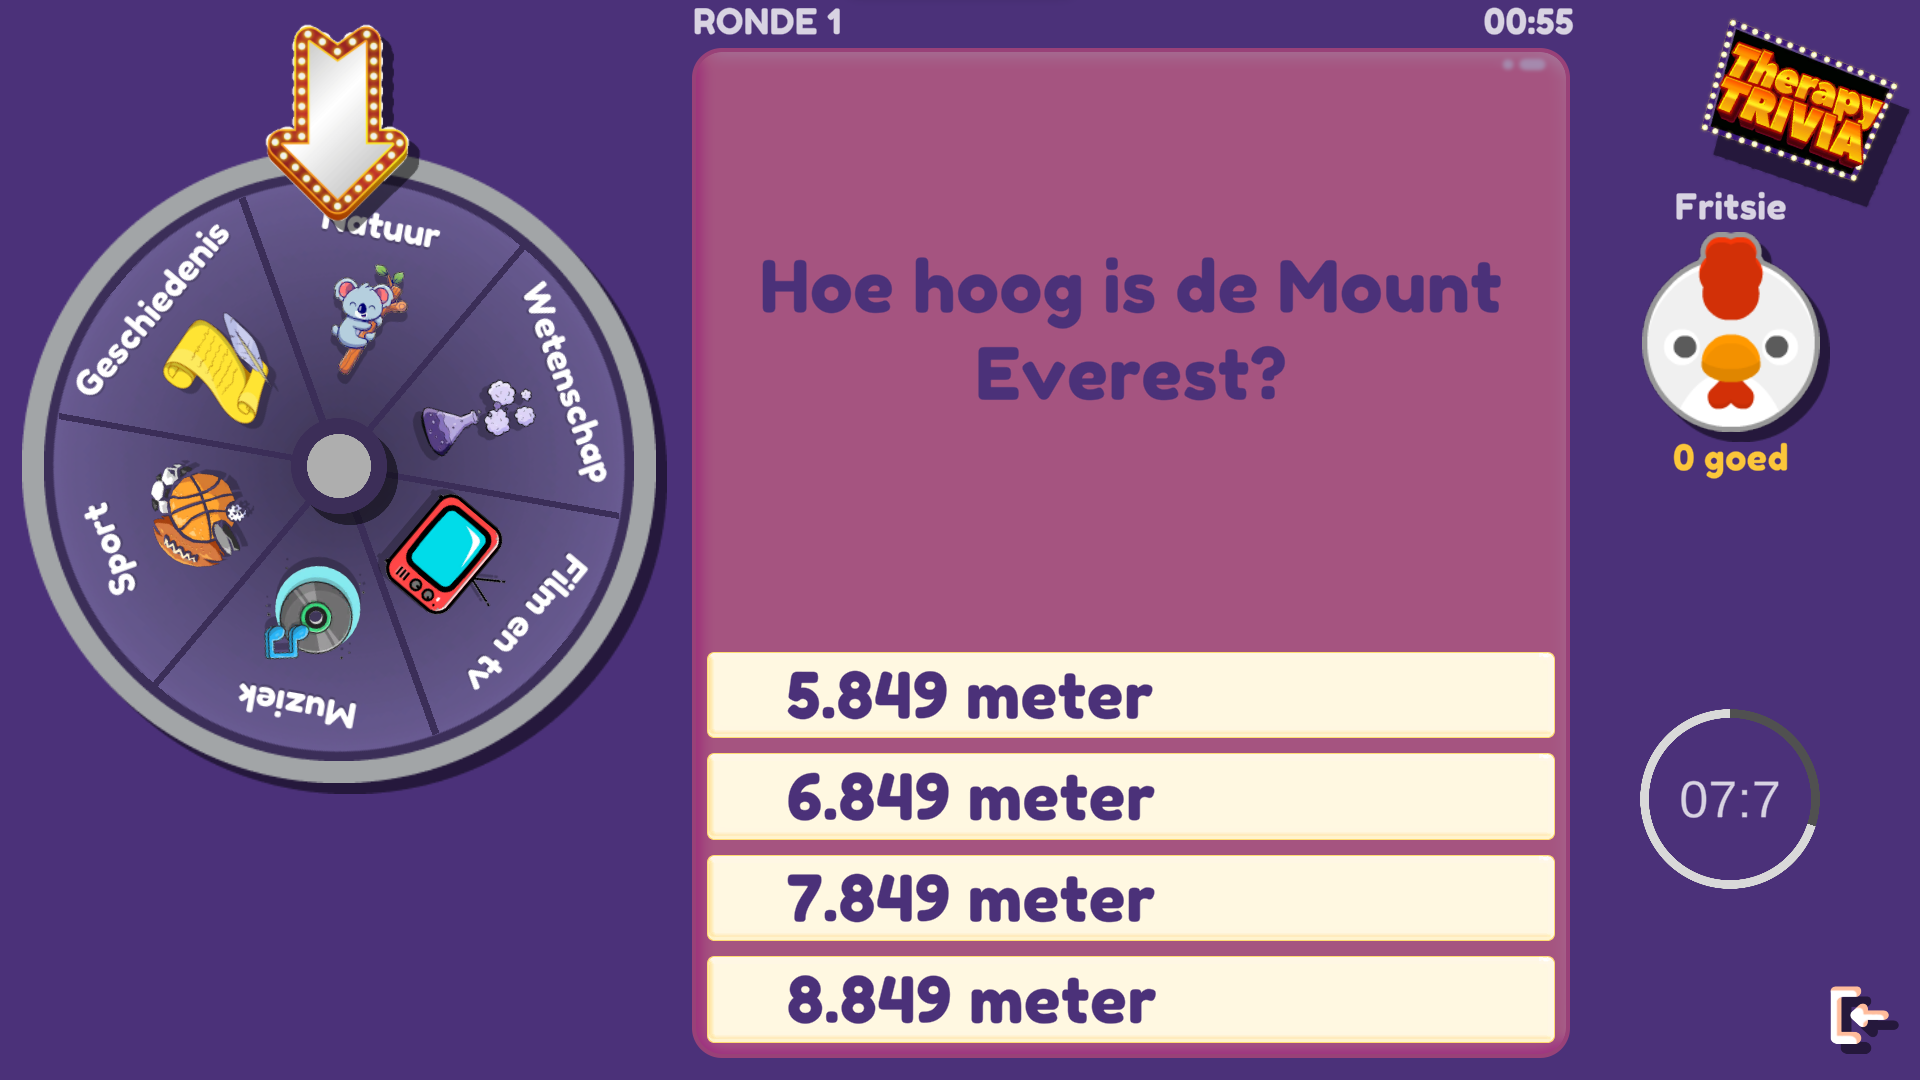 RONDE 1
00:55
Therapy
TRIVIA
Fritsie
0 goed
Natuur
Geschiedenis
Wetenschap
Sport
Film en tv
Muziek
Hoe hoog is de Mount
Everest?
5.849 meter
6.849 meter
7.849 meter
8.849 meter
07:7